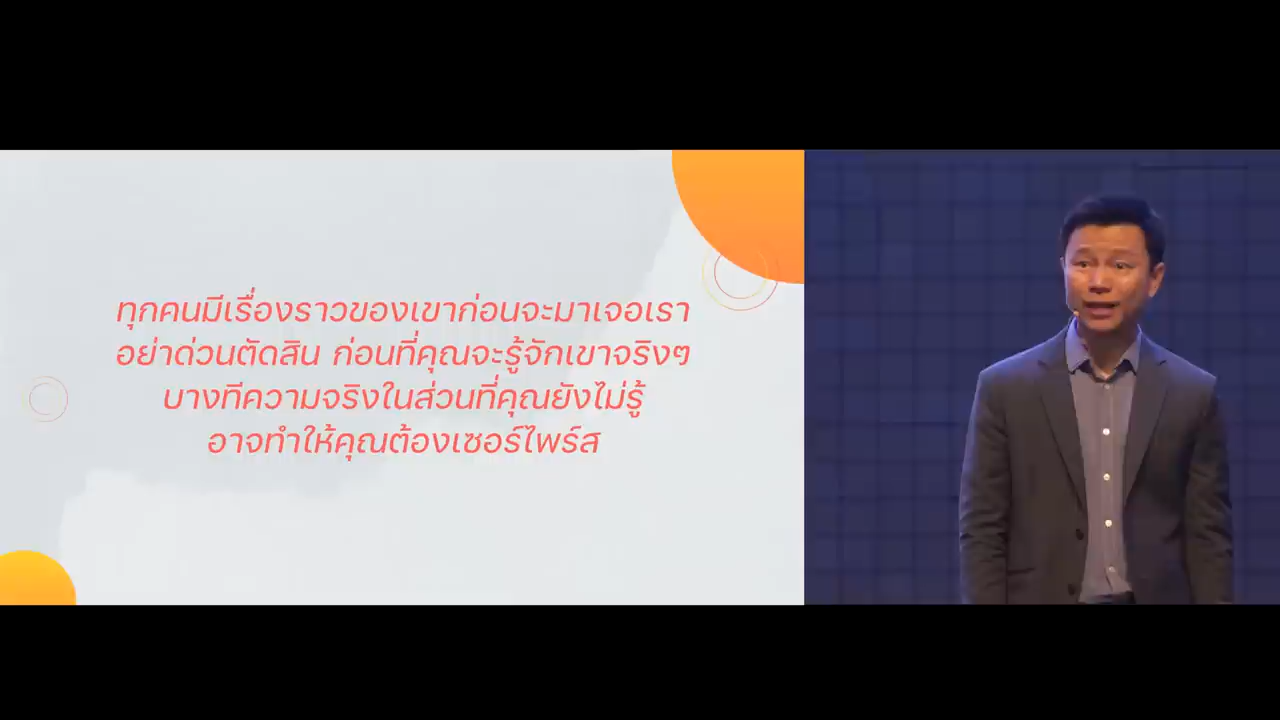 ทุกคนมีเรื่องราวของเขาก่อนจะมาเจอเรา
อย่าด่วนตัดสิน ก่อนที่คุณจะรู้จักเขาจริงๆ
บางทีความจริงในส่วนที่คุณยังไม่รู้
อาจทำให้คุณต้องเซอร์ไพร์ส